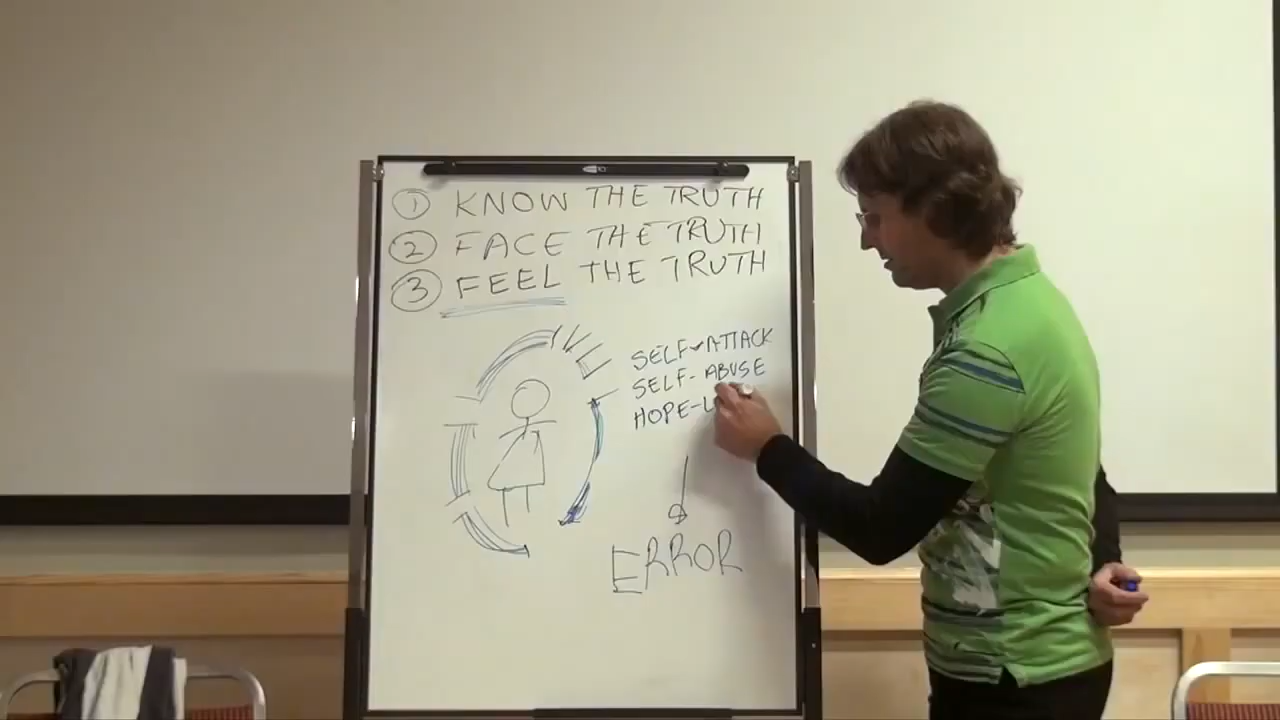 1 KNOW THE TRUTH
2 FACE THE TRUTH
3 FEEL THE TRUTH
SELF-ATTACK
SELF-ABUSE
HOPE-L
ERROR